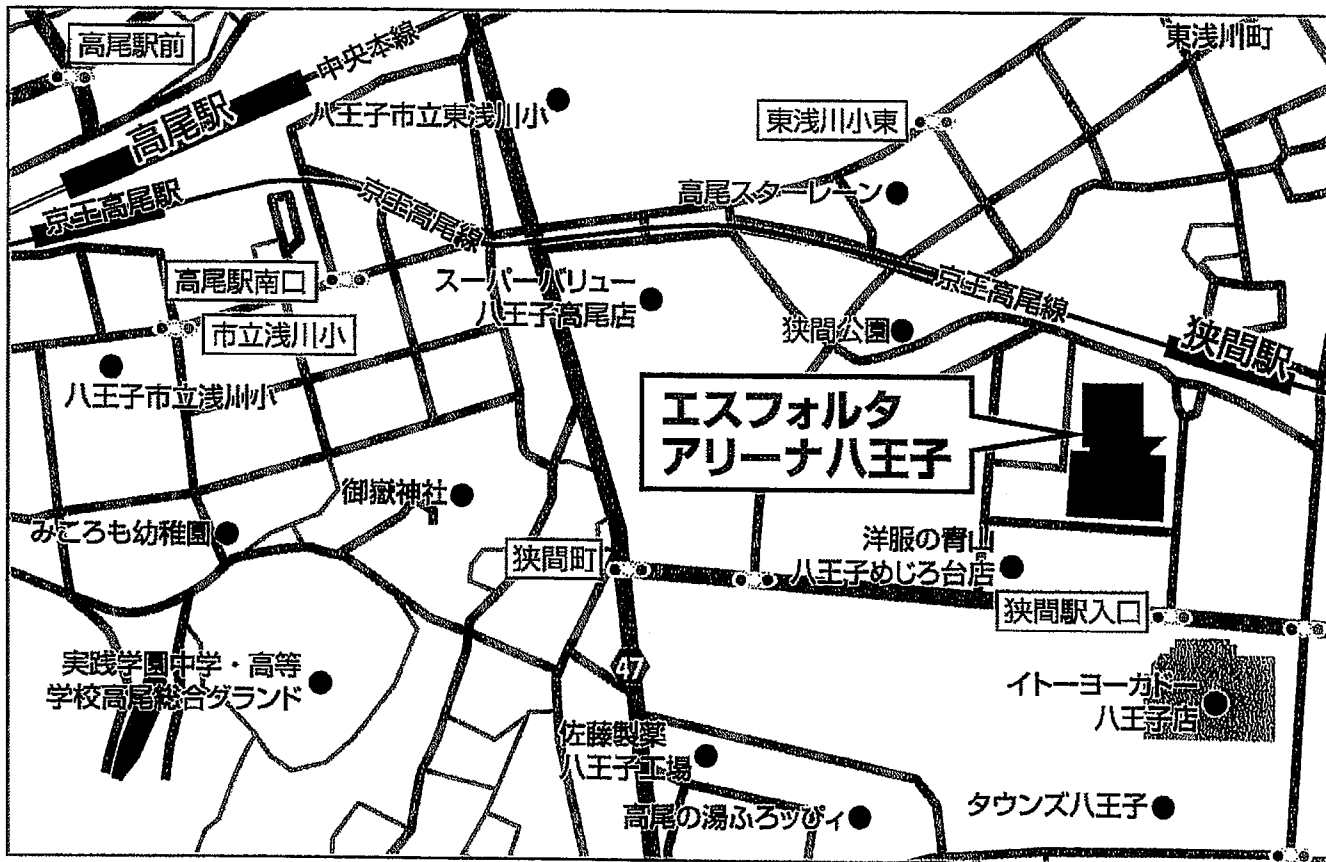 高尾駅前
中央本線
東浅川町
高尾駅
八王子市立東浅川小
東浅川小東
京王高尾駅
京王高尾線
高尾スターレーン
高尾駅南口
スーパーバリュー
八王子高尾店
京王高尾線
市立浅川小
狭間公園
狭間駅
八王子市立浅川小
エスフォルタ
アリーナ八王子
御嶽神社
みころも幼稚園
狭間町
洋服の青山
八王子めじろ台店
狭間駅入口
実践学園中学・高等
学校高尾総合グランド
47
イトーヨーカドー
八王子店
佐藤製薬
八王子工場
高尾の湯ふろッぴィ
タウンズ八王子